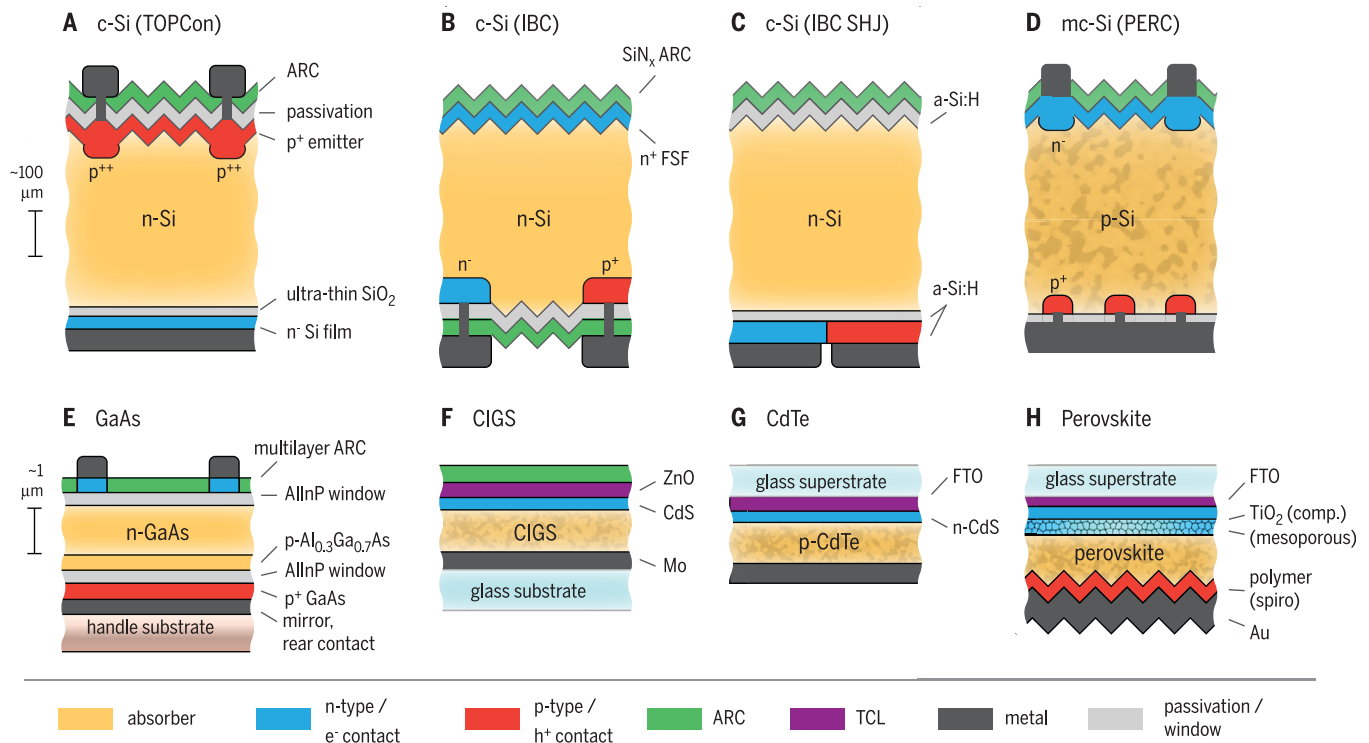 A c-Si (TOPCon)
ARC
passivation
p⁺ emitter
p⁺⁺ p⁺⁺
~100
μm
n-Si
ultra-thin SiO₂
n⁻ Si film
B c-Si (IBC)
SiNₓ ARC
n⁺ FSF
n-Si
n⁻ p⁺
C c-Si (IBC SHJ)
a-Si:H
n-Si
a-Si:H
D mc-Si (PERC)
n⁻
p-Si
p⁺
E GaAs
multilayer ARC
~1
μm
AlInP window
n-GaAs
p-Al₀.₃Ga₀.₇As
AlInP window
p⁺ GaAs
mirror,
rear contact
handle substrate
F CIGS
ZnO
CdS
CIGS
Mo
glass substrate
G CdTe
glass superstrate
FTO
n-CdS
p-CdTe
H Perovskite
glass superstrate
FTO
TiO₂ (comp.)
(mesoporous)
perovskite
polymer
(spiro)
Au
absorber
n-type /
e⁻ contact
p-type /
h⁺ contact
ARC
TCL
metal
passivation /
window